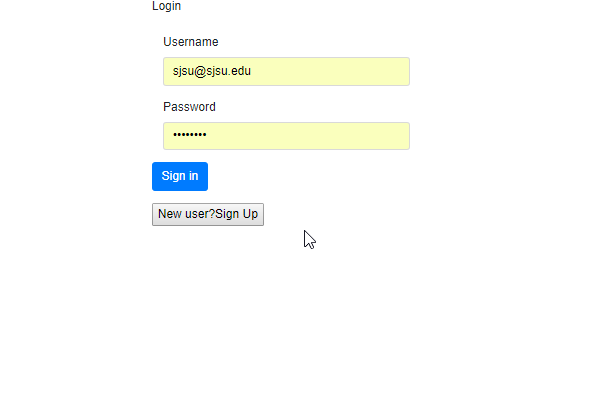 Login
Username
sjsu@sjsu.edu
Password
••••••••
Sign in
New user?Sign Up